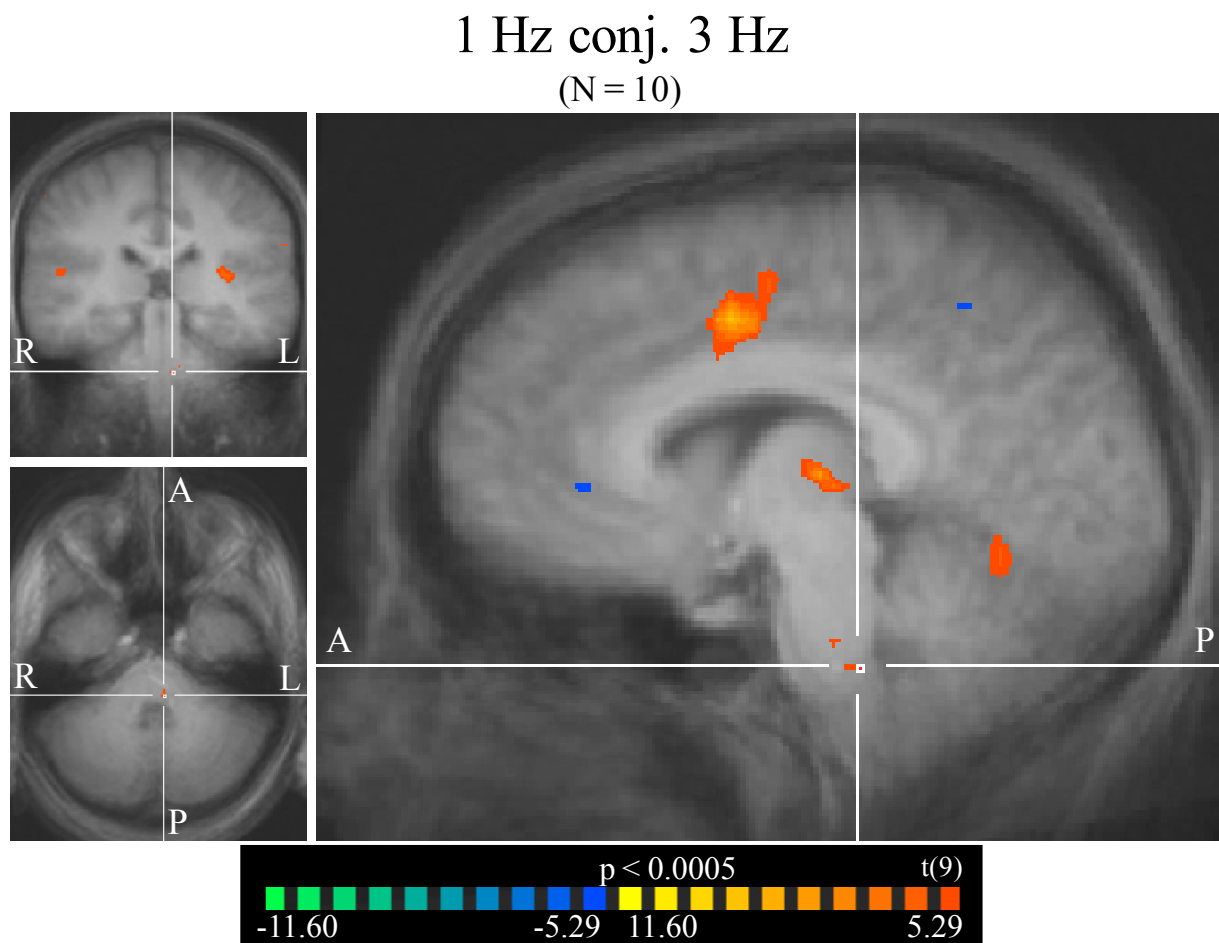 1 Hz conj. 3 Hz
(N = 10)
R L
A
R L
P
A P
p < 0.0005 t(9)
-11.60 -5.29 11.60 5.29